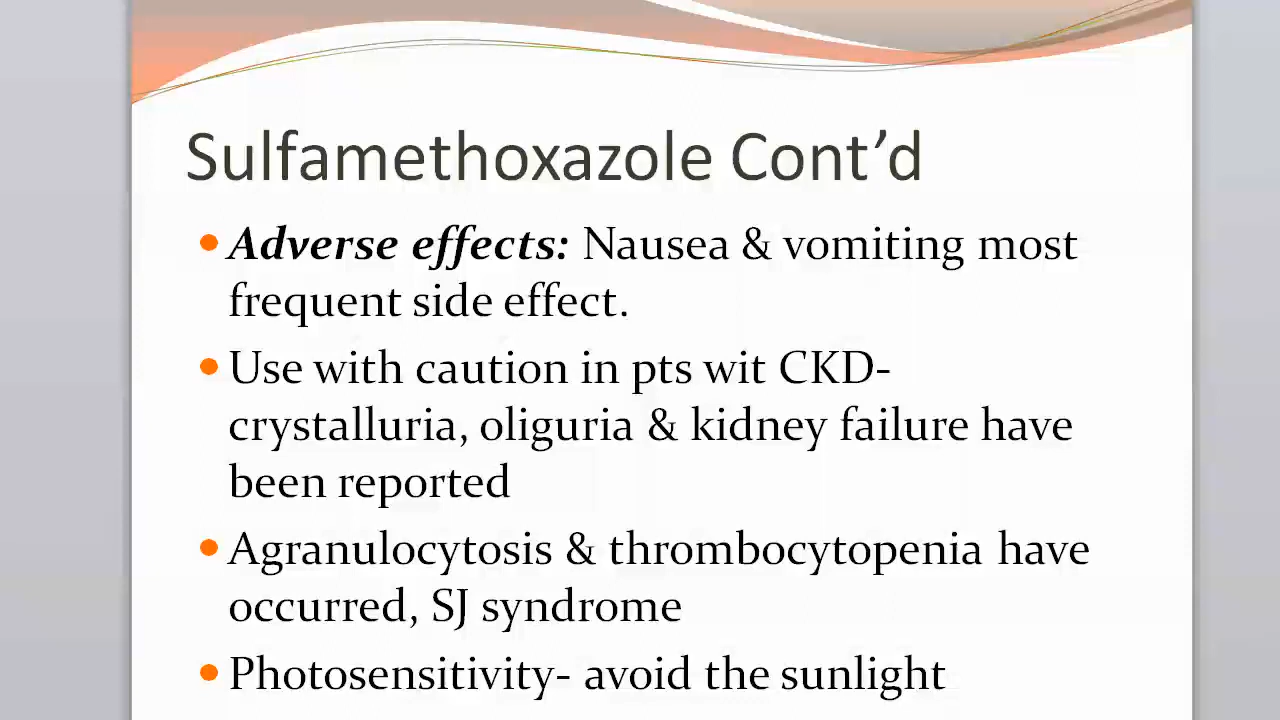 Sulfamethoxazole Cont’d
Adverse effects: Nausea & vomiting most
frequent side effect.
Use with caution in pts wit CKD-
crystalluria, oliguria & kidney failure have
been reported
Agranulocytosis & thrombocytopenia have
occurred, SJ syndrome
Photosensitivity- avoid the sunlight